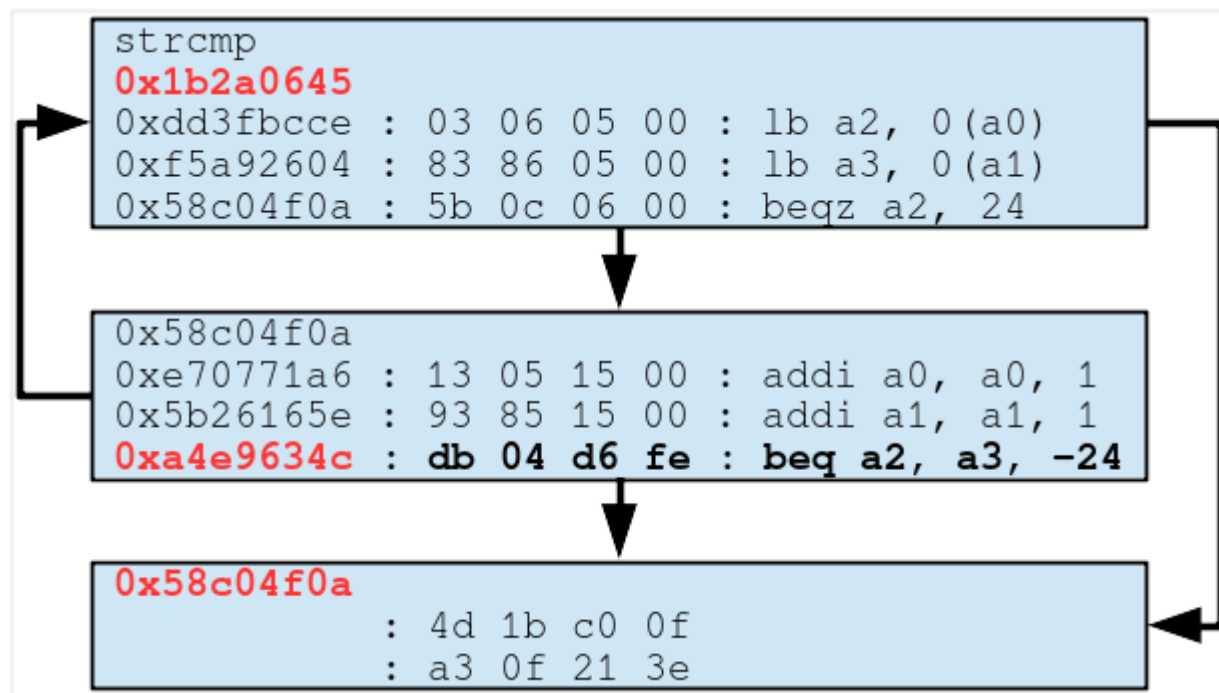 strcmp
0x1b2a0645
0xdd3fbcce : 03 06 05 00 : lb a2, 0(a0)
0xf5a92604 : 83 86 05 00 : lb a3, 0(a1)
0x58c04f0a : 5b 0c 06 00 : beqz a2, 24
0x58c04f0a
0xe70771a6 : 13 05 15 00 : addi a0, a0, 1
0x5b26165e : 93 85 15 00 : addi a1, a1, 1
0xa4e9634c : db 04 d6 fe : beq a2, a3, −24
0x58c04f0a
: 4d 1b c0 0f
: a3 0f 21 3e